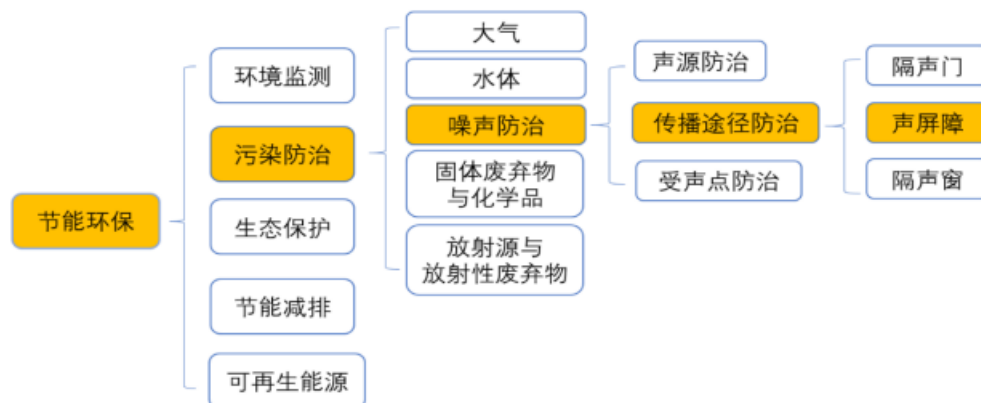 节能环保
环境监测
污染防治
生态保护
节能减排
可再生能源
大气
水体
噪声防治
固体废弃物
与化学品
放射源与
放射性废弃物
声源防治
传播途径防治
受声点防治
隔声门
声屏障
隔声窗